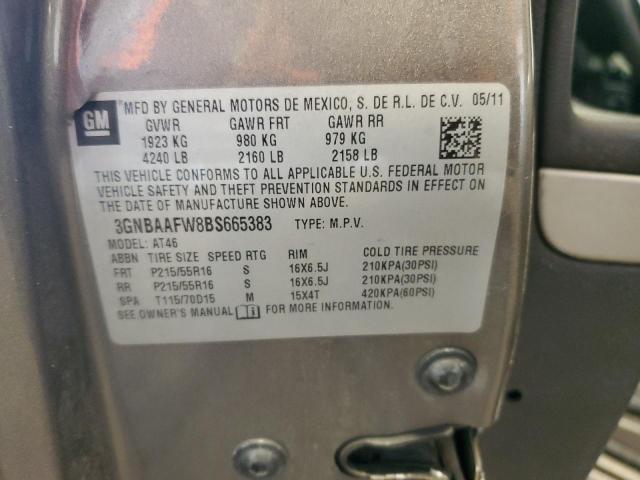 MFD BY GENERAL MOTORS DE MEXICO, S. DE R.L. DE C.V. 05/11
GM
GVWR GAWR FRT GAWR RR
1923 KG 980 KG 979 KG
4240 LB 2160 LB 2158 LB
THIS VEHICLE CONFORMS TO ALL APPLICABLE U.S. FEDERAL MOTOR
VEHICLE SAFETY AND THEFT PREVENTION STANDARDS IN EFFECT
ON THE DATE OF MANUFACTURE SHOWN ABOVE.
3GNBAAFW8BS665383 TYPE: M.P.V.
MODEL: AT46
ABBN TIRE SIZE SPEED RTG RIM COLD TIRE PRESSURE
FRT P215/55R16 S 16X6.5J 210KPA(30PSI)
RR P215/55R16 S 16X6.5J 210KPA(30PSI)
SPA T115/70D15 M 15X4T 420KPA(60PSI)
SEE OWNER'S MANUAL FOR MORE INFORMATION.